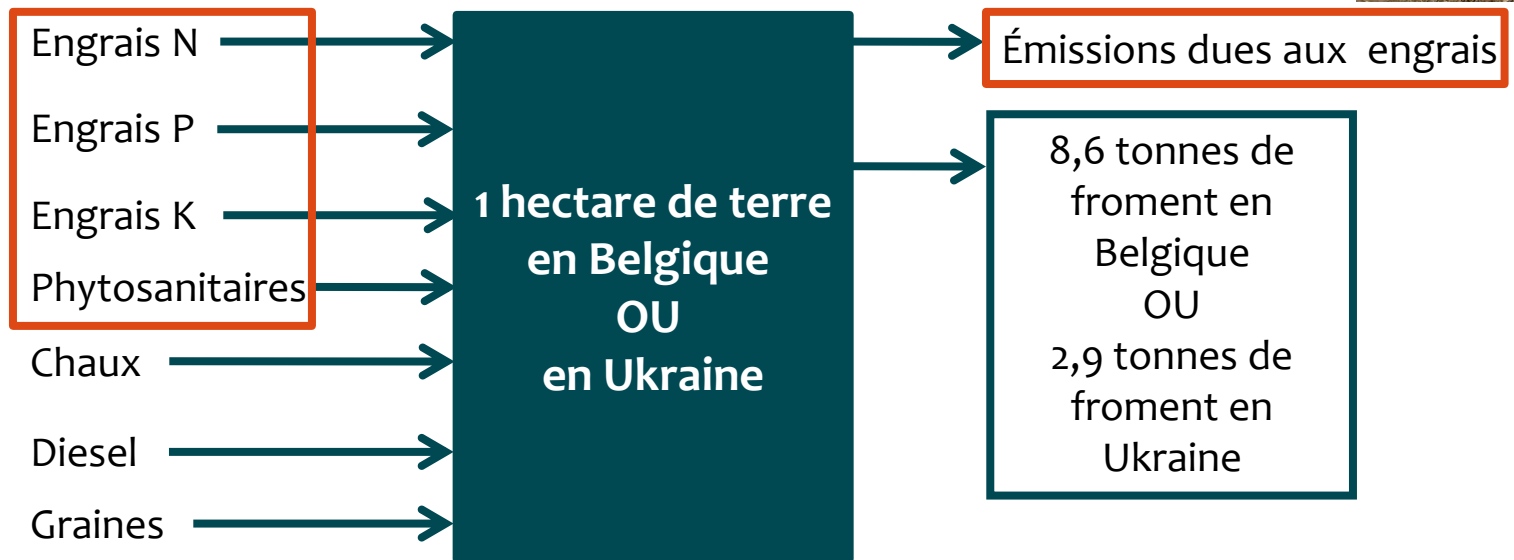 Engrais N
Engrais P
Engrais K
Phytosanitaires
Chaux
Diesel
Graines
1 hectare de terre
en Belgique
OU
en Ukraine
Émissions dues aux engrais
8,6 tonnes de
froment en
Belgique
OU
2,9 tonnes de
froment en
Ukraine